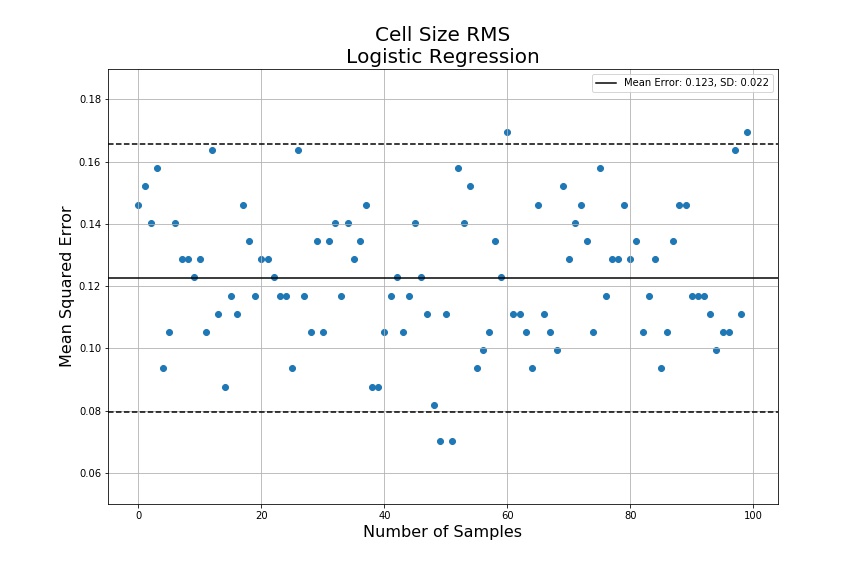 Cell Size RMS
Logistic Regression
Mean Error: 0.123, SD: 0.022
Mean Squared Error
0.18
0.16
0.14
0.12
0.10
0.08
0.06
0 20 40 60 80 100
Number of Samples